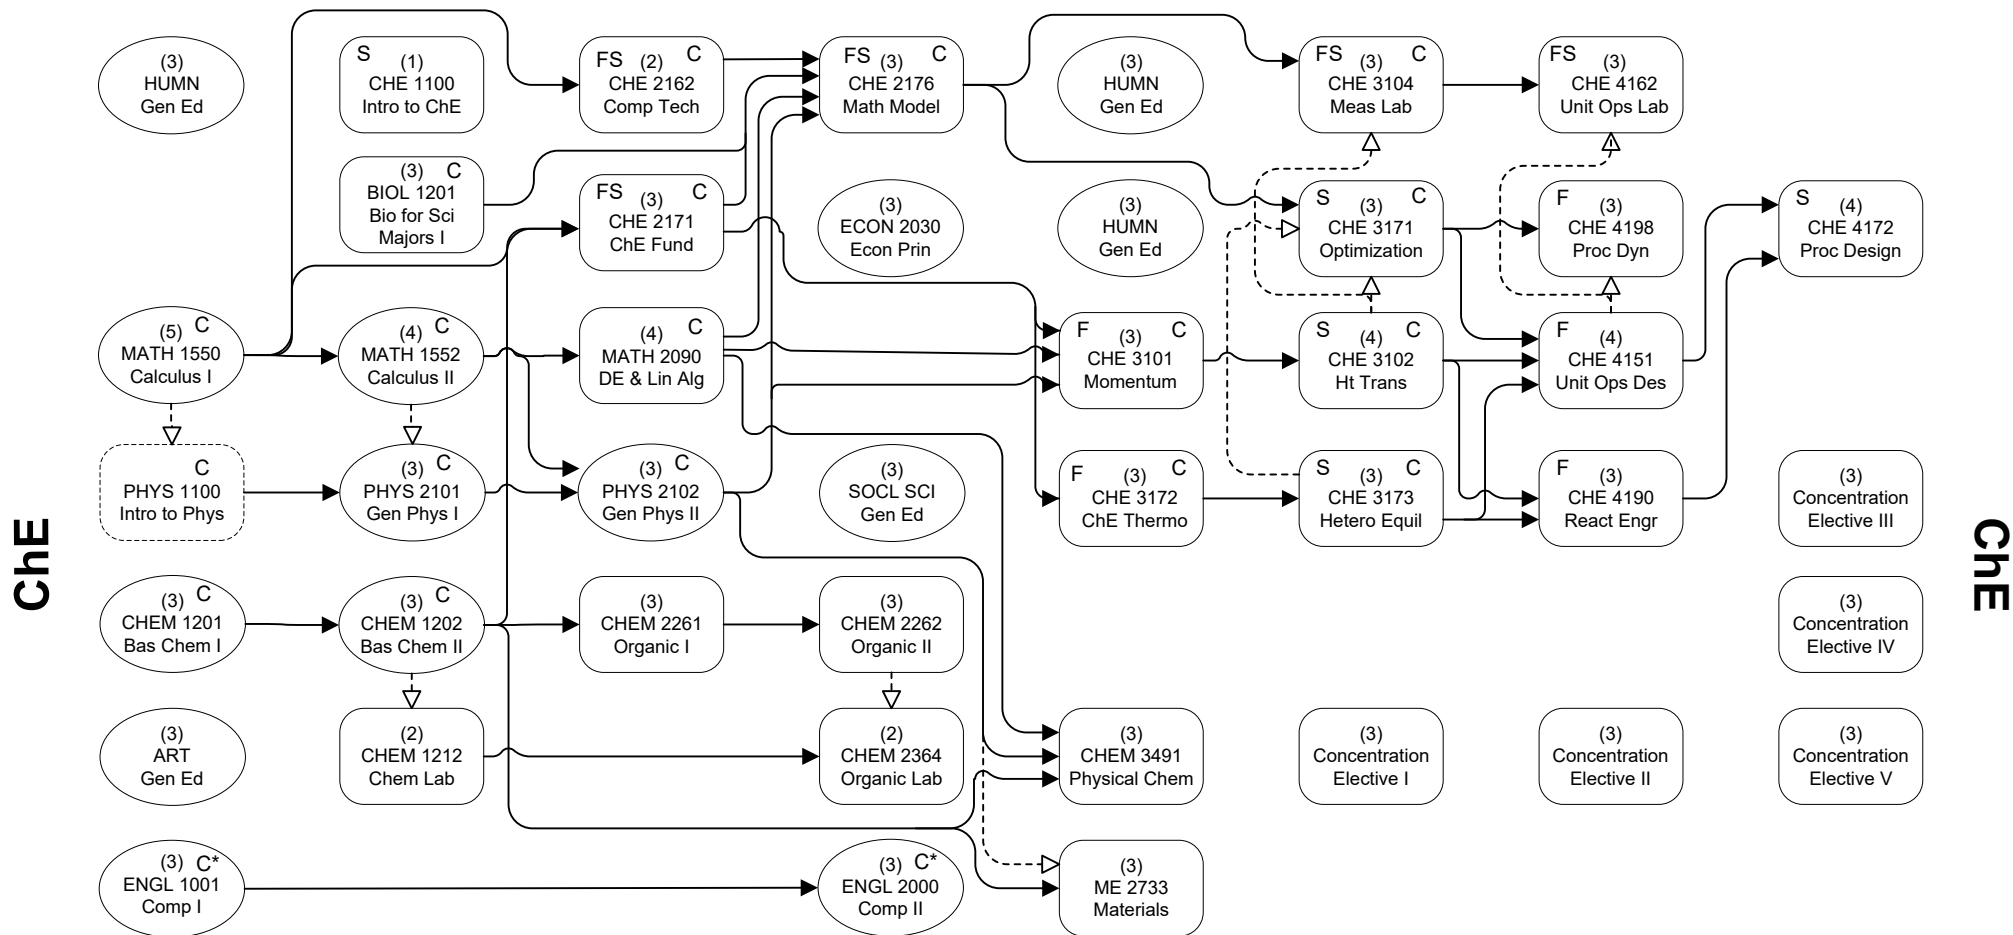 (3)
HUMN
Gen Ed
S (1)
CHE 1100
Intro to ChE
FS (2) C
CHE 2162
Comp Tech
FS (3) C
CHE 2176
Math Model
(3)
HUMN
Gen Ed
FS (3) C
CHE 3104
Meas Lab
FS (3)
CHE 4162
Unit Ops Lab
(3) C
BIOL 1201
Bio for Sci
Majors I
FS (3) C
CHE 2171
ChE Fund
(3)
ECON 2030
Econ Prin
(3)
HUMN
Gen Ed
S (3) C
CHE 3171
Optimization
F (3)
CHE 4198
Proc Dyn
S (4)
CHE 4172
Proc Design
(5) C
MATH 1550
Calculus I
(4) C
MATH 1552
Calculus II
(4) C
MATH 2090
DE & Lin Alg
F (3) C
CHE 3101
Momentum
S (4) C
CHE 3102
Ht Trans
F (4)
CHE 4151
Unit Ops Des
C
PHYS 1100
Intro to Phys
(3) C
PHYS 2101
Gen Phys I
(3) C
PHYS 2102
Gen Phys II
(3)
SOCL SCI
Gen Ed
F (3) C
CHE 3172
ChE Thermo
S (3) C
CHE 3173
Hetero Equil
F (3)
CHE 4190
React Engr
(3)
Concentration
Elective III
ChE
ChE
(3) C
CHEM 1201
Bas Chem I
(3) C
CHEM 1202
Bas Chem II
(3)
CHEM 2261
Organic I
(3)
CHEM 2262
Organic II
(3)
Concentration
Elective IV
(3)
ART
Gen Ed
(2)
CHEM 1212
Chem Lab
(2)
CHEM 2364
Organic Lab
(3)
CHEM 3491
Physical Chem
(3)
Concentration
Elective I
(3)
Concentration
Elective II
(3)
Concentration
Elective V
(3) C*
ENGL 1001
Comp I
(3) C*
ENGL 2000
Comp II
(3)
ME 2733
Materials